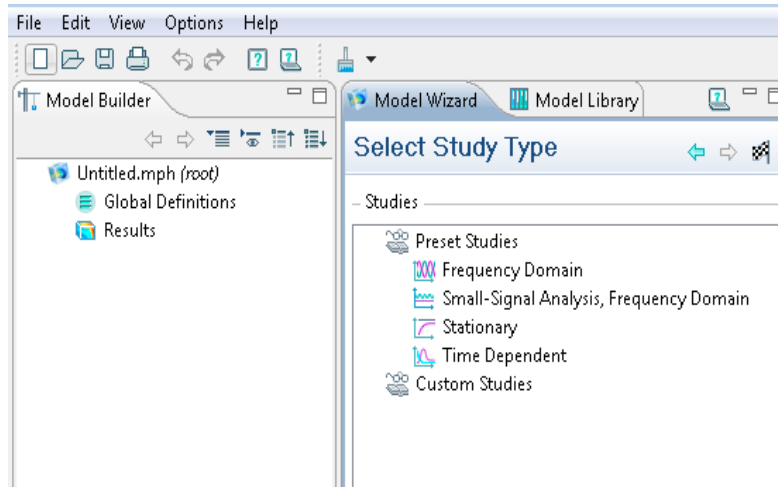 File Edit View Options Help
Model Builder
Untitled.mph (root)
Global Definitions
Results
Model Wizard Model Library
Select Study Type
Studies
Preset Studies
Frequency Domain
Small-Signal Analysis, Frequency Domain
Stationary
Time Dependent
Custom Studies